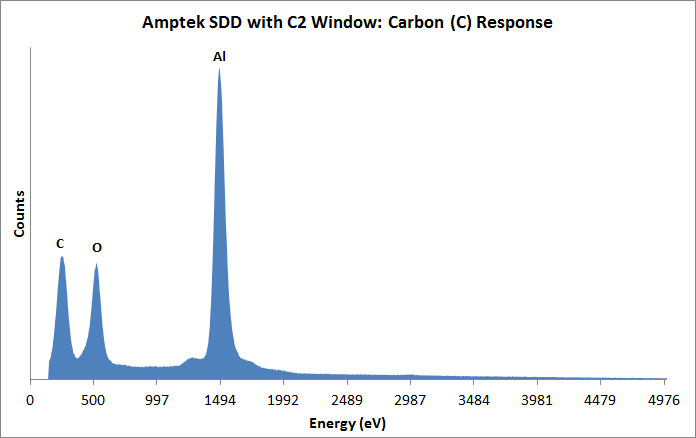 Amptek SDD with C2 Window: Carbon (C) Response
Al
C
O
Counts
0 500 997 1494 1992 2489 2987 3484 3981 4479 4976
Energy (eV)